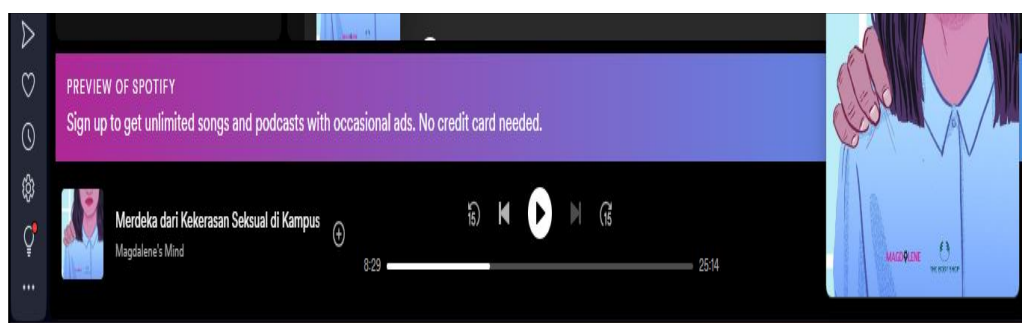 PREVIEW OF SPOTIFY
Sign up to get unlimited songs and podcasts with occasional ads. No credit card needed.
Merdeka dari Kekerasan Seksual di Kampus
Magdalene's Mind
15
15
8:29
25:14
MAGDALENE
THE BODY SHOP